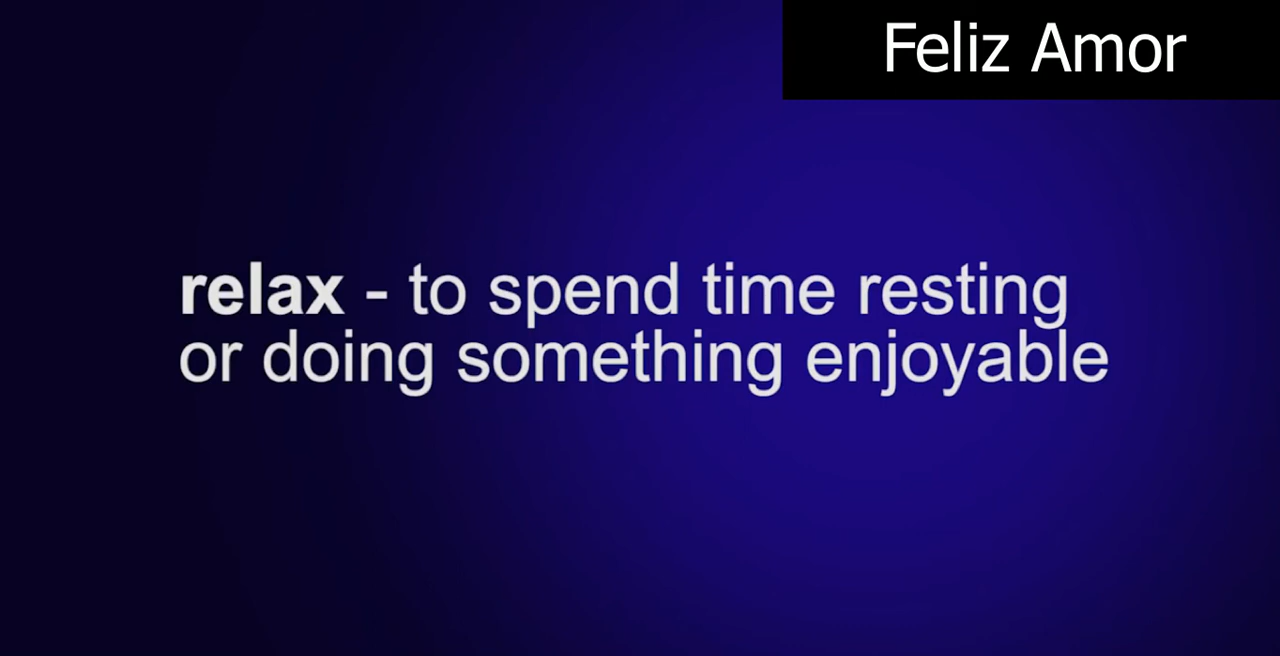 Feliz Amor
relax - to spend time resting
or doing something enjoyable